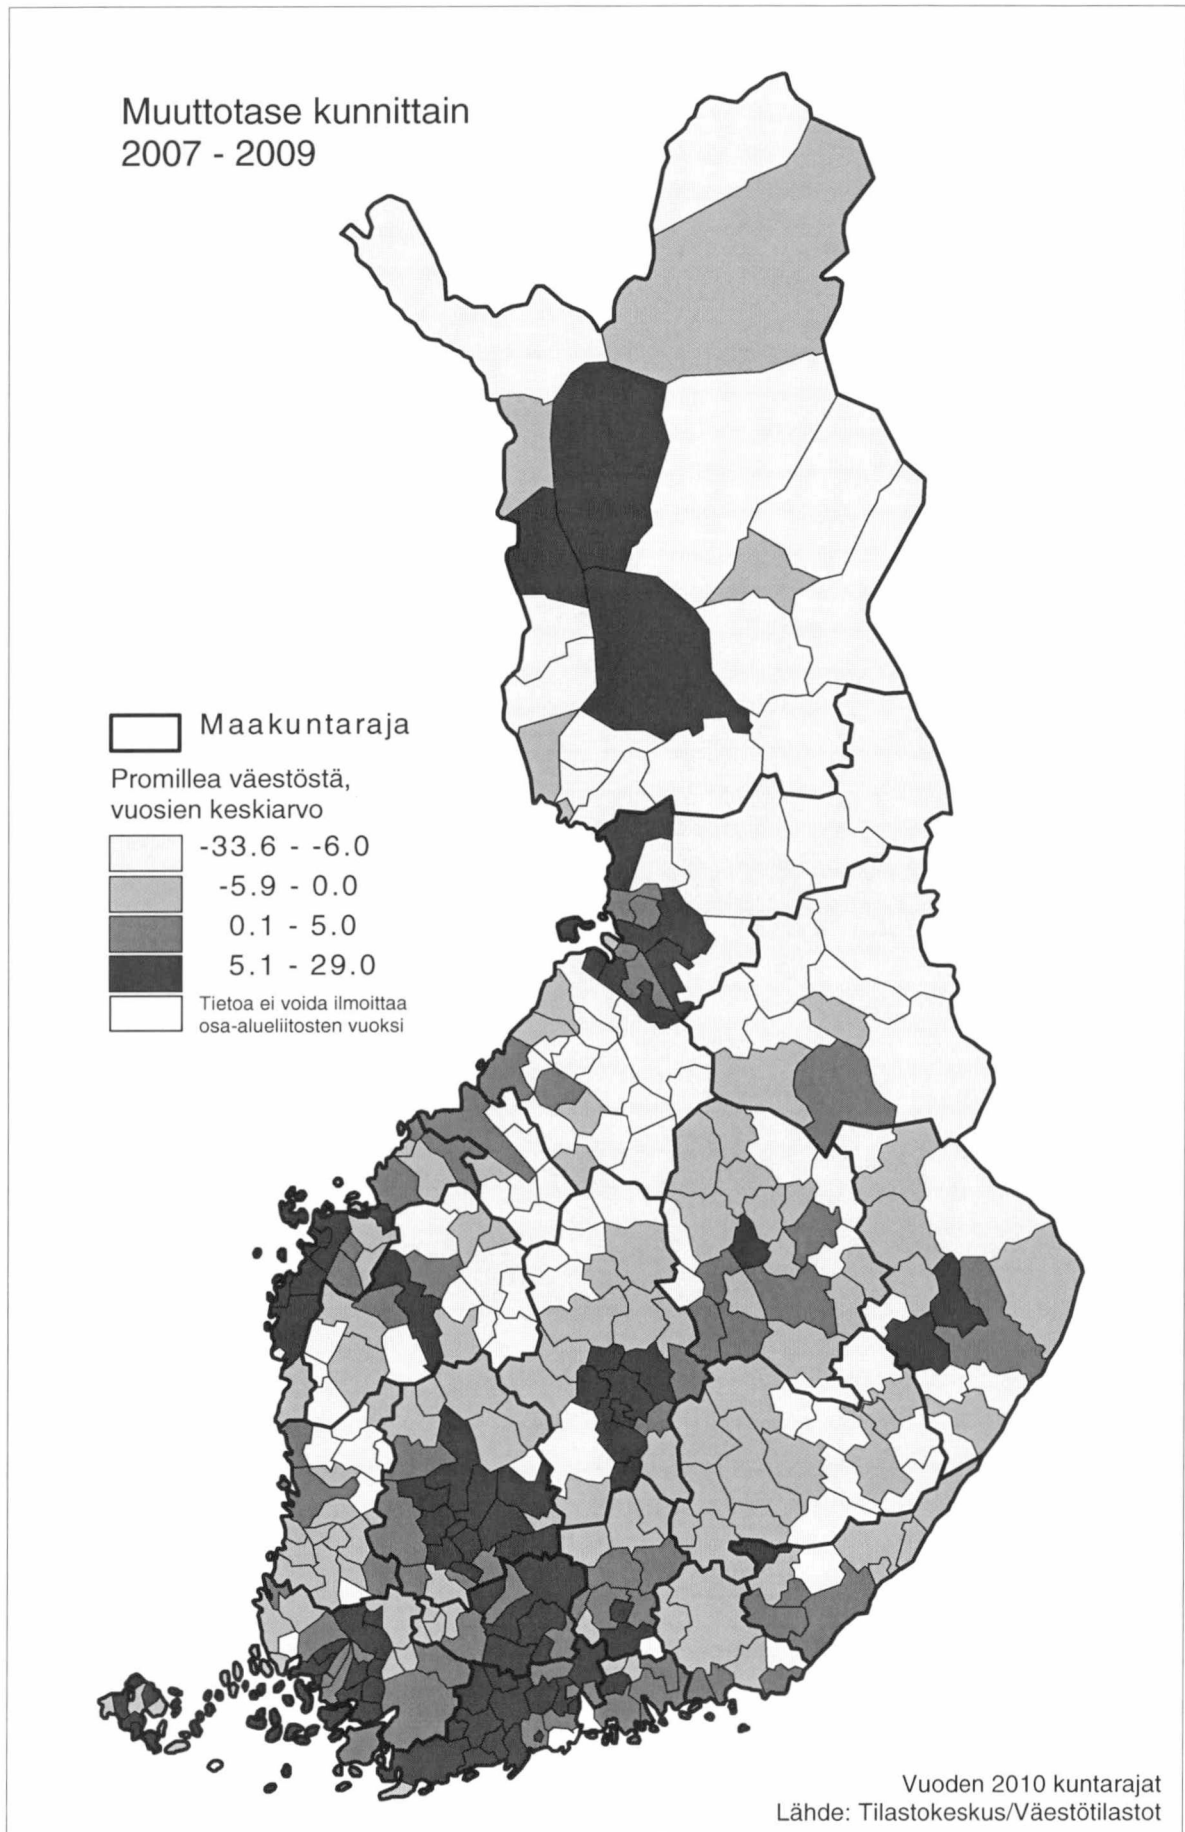 Muuttotase kunnittain
2007 - 2009
Maakuntaraja
Promillea väestöstä,
vuosien keskiarvo
-33.6 - -6.0
-5.9 - 0.0
0.1 - 5.0
5.1 - 29.0
Tietoa ei voida ilmoittaa
osa-alueliitosten vuoksi
Vuoden 2010 kuntarajat
Lähde: Tilastokeskus/Väestötilastot